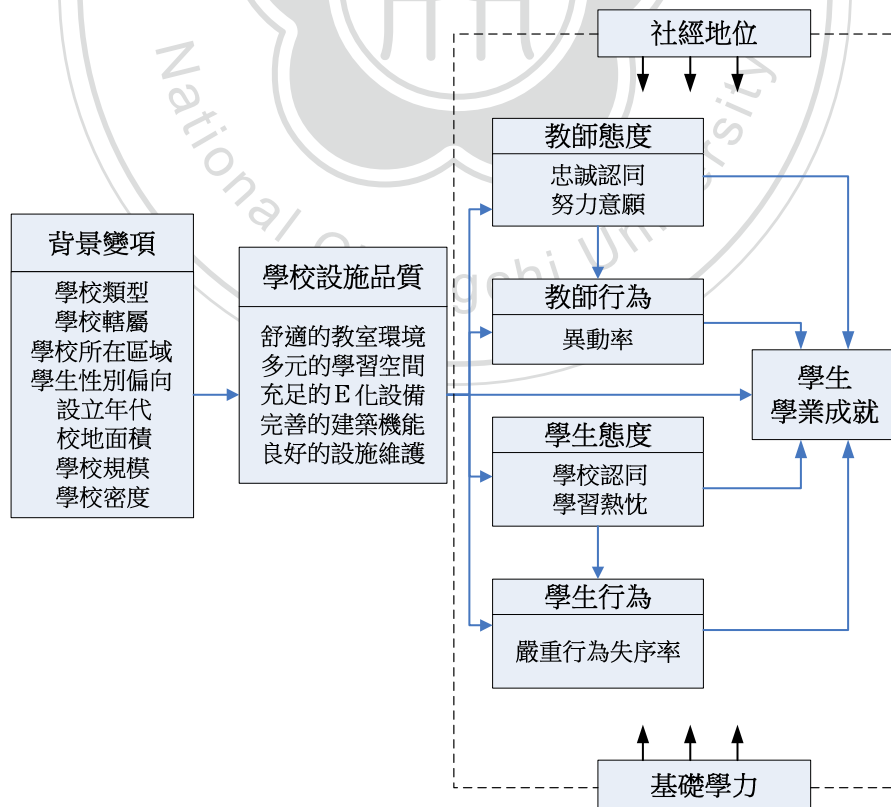 社經地位
教師態度
忠誠認同
努力意願
背景變項
學校類型
學校轄屬
學校所在區域
學生性別偏向
設立年代
校地面積
學校規模
學校密度
學校設施品質
舒適的教室環境
多元的學習空間
充足的E化設備
完善的建築機能
良好的設施維護
教師行為
異動率
學生
學業成就
學生態度
學校認同
學習熱忱
學生行為
嚴重行為失序率
基礎學力
National
University